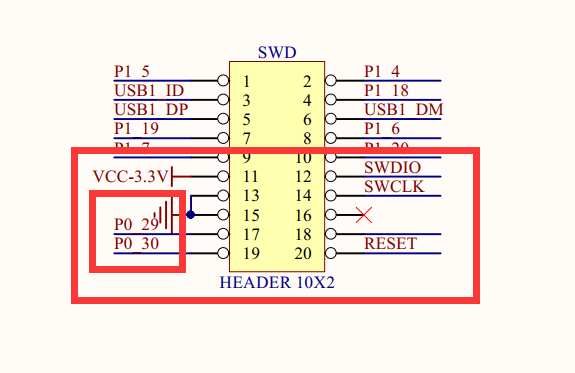 SWD
P1_5 1 2 P1_4
USB1_ID 3 4 P1_18
USB1_DP 5 6 USB1_DM
P1_19 7 8 P1_6
P1_7 9 10 P1_20
VCC-3.3V 11 12 SWDIO
13 14 SWCLK
15 16
P0_29 17 18
P0_30 19 20 RESET
HEADER 10X2